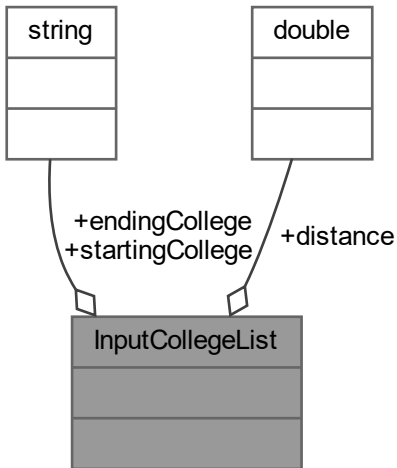 string
double
+endingCollege
+startingCollege
+distance
InputCollegeList